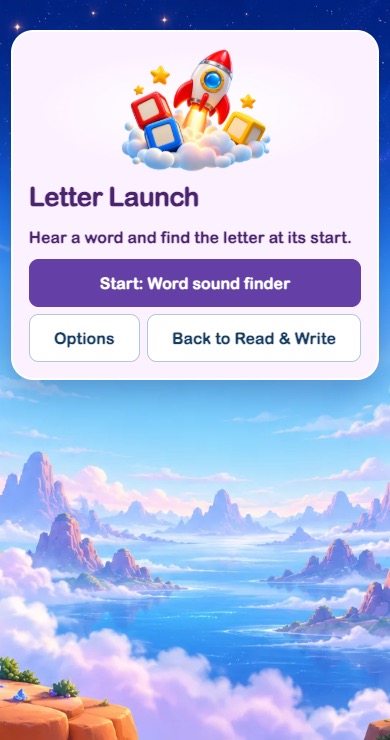 Letter Launch
Hear a word and find the letter at its start.
Start: Word sound finder
Options
Back to Read & Write